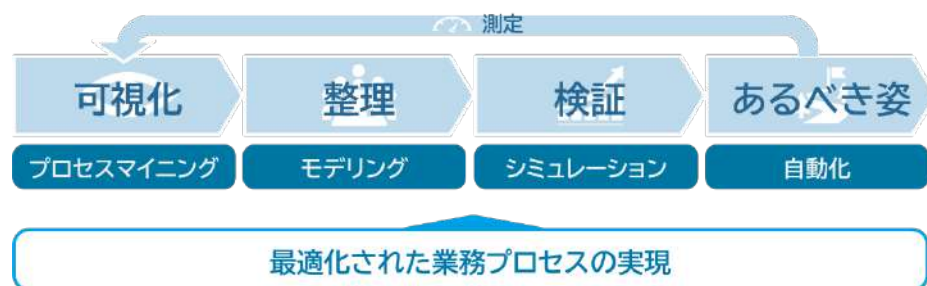 測定
可視化
整理
検証
あるべき姿
プロセスマイニング
モデリング
シミュレーション
自動化
最適化された業務プロセスの実現